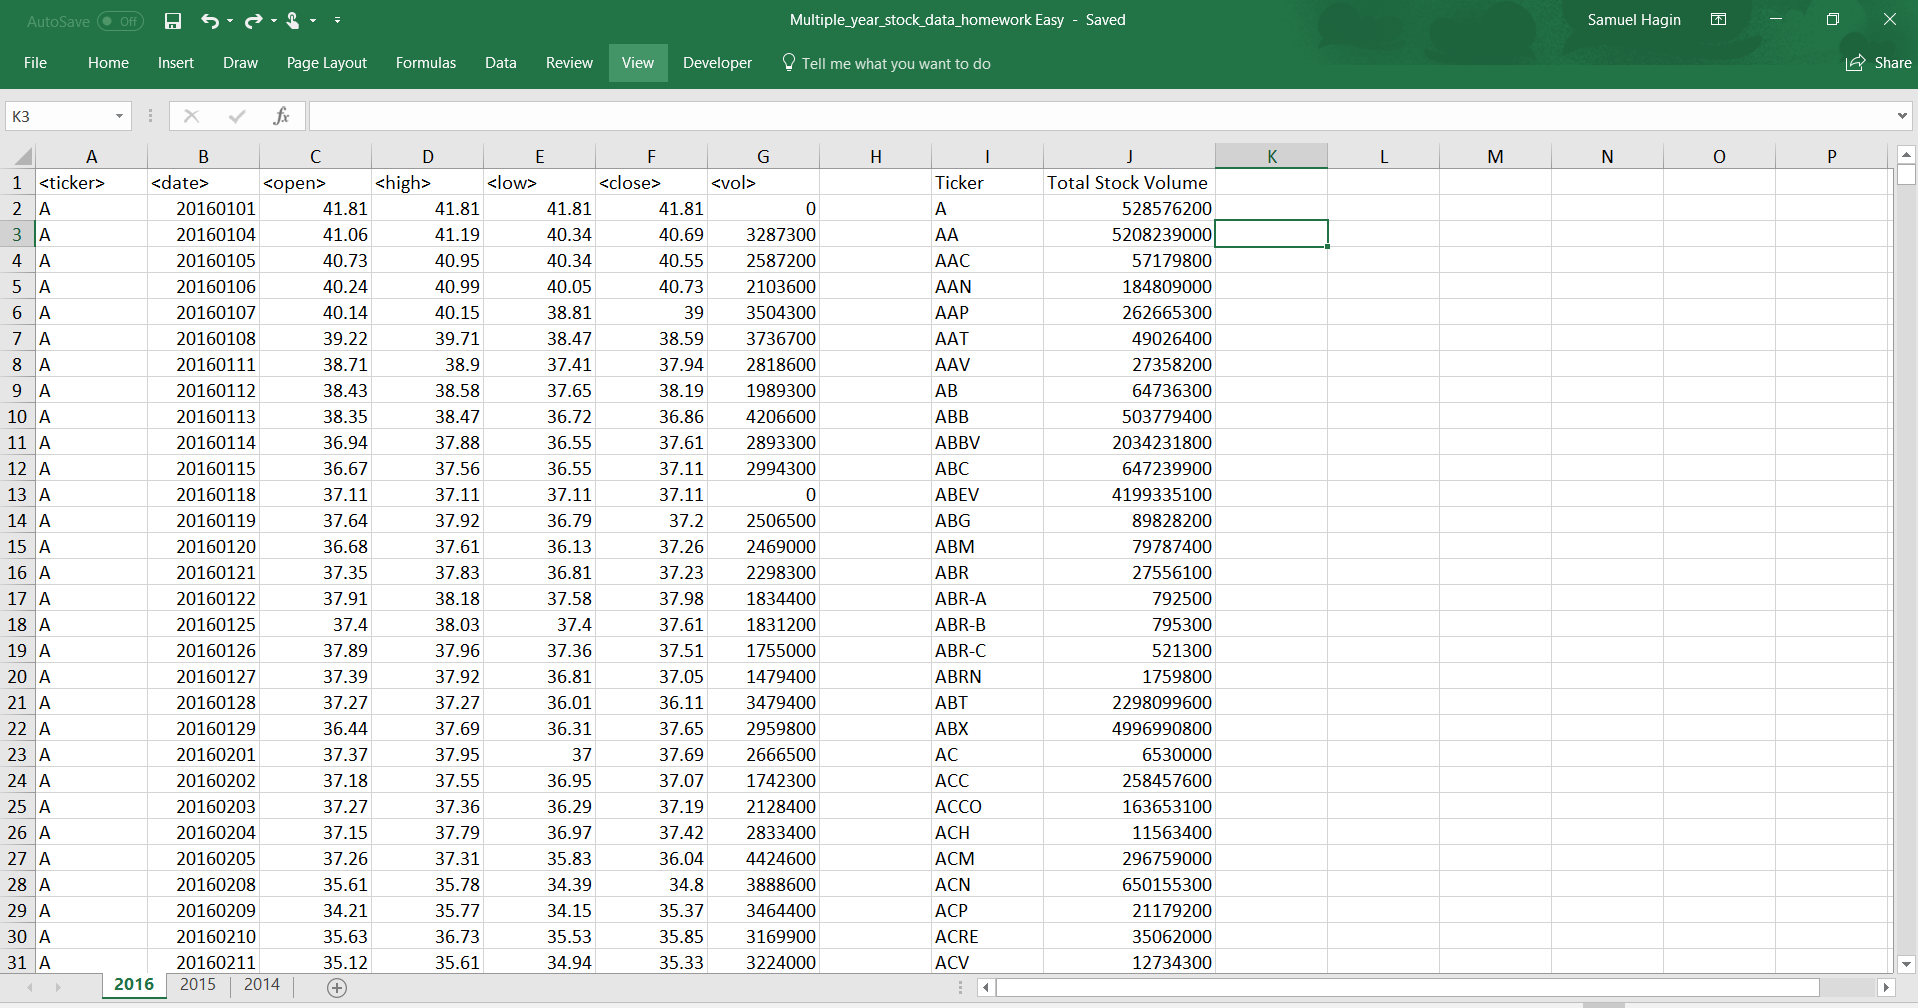 AutoSave Off Multiple_year_stock_data_homework Easy - Saved Samuel Hagin
File Home Insert Draw Page Layout Formulas Data Review View Developer Tell me what you want to do Share
K3 fx
A B C D E F G H I J K L M N O P
1 <ticker> <date> <open> <high> <low> <close> <vol> Ticker Total Stock Volume
2 A 20160101 41.81 41.81 41.81 41.81 0 A 528576200
3 A 20160104 41.06 41.19 40.34 40.69 3287300 AA 5208239000
4 A 20160105 40.73 40.95 40.34 40.55 2587200 AAC 57179800
5 A 20160106 40.24 40.99 40.05 40.73 2103600 AAN 184809000
6 A 20160107 40.14 40.15 38.81 39 3504300 AAP 262665300
7 A 20160108 39.22 39.71 38.47 38.59 3736700 AAT 49026400
8 A 20160111 38.71 38.9 37.41 37.94 2818600 AAV 27358200
9 A 20160112 38.43 38.58 37.65 38.19 1989300 AB 64736300
10 A 20160113 38.35 38.47 36.72 36.86 4206600 ABB 503779400
11 A 20160114 36.94 37.88 36.55 37.61 2893300 ABBV 2034231800
12 A 20160115 36.67 37.56 36.55 37.11 2994300 ABC 647239900
13 A 20160118 37.11 37.11 37.11 37.11 0 ABEV 4199335100
14 A 20160119 37.64 37.92 36.79 37.2 2506500 ABG 89828200
15 A 20160120 36.68 37.61 36.13 37.26 2469000 ABM 79787400
16 A 20160121 37.35 37.83 36.81 37.23 2298300 ABR 27556100
17 A 20160122 37.91 38.18 37.58 37.98 1834400 ABR-A 792500
18 A 20160125 37.4 38.03 37.4 37.61 1831200 ABR-B 795300
19 A 20160126 37.89 37.96 37.36 37.51 1755000 ABR-C 521300
20 A 20160127 37.39 37.92 36.81 37.05 1479400 ABRN 1759800
21 A 20160128 37.27 37.27 36.01 36.11 3479400 ABT 2298099600
22 A 20160129 36.44 37.69 36.31 37.65 2959800 ABX 4996990800
23 A 20160201 37.37 37.95 37 37.69 2666500 AC 6530000
24 A 20160202 37.18 37.55 36.95 37.07 1742300 ACC 258457600
25 A 20160203 37.27 37.36 36.29 37.19 2128400 ACCO 163653100
26 A 20160204 37.15 37.79 36.97 37.42 2833400 ACH 11563400
27 A 20160205 37.26 37.31 35.83 36.04 4424600 ACM 296759000
28 A 20160208 35.61 35.78 34.39 34.8 3888600 ACN 650155300
29 A 20160209 34.21 35.77 34.15 35.37 3464400 ACP 21179200
30 A 20160210 35.63 36.73 35.53 35.85 3169900 ACRE 35062000
31 A 20160211 35.12 35.61 34.94 35.33 3224000 ACV 12734300
2016 2015 2014